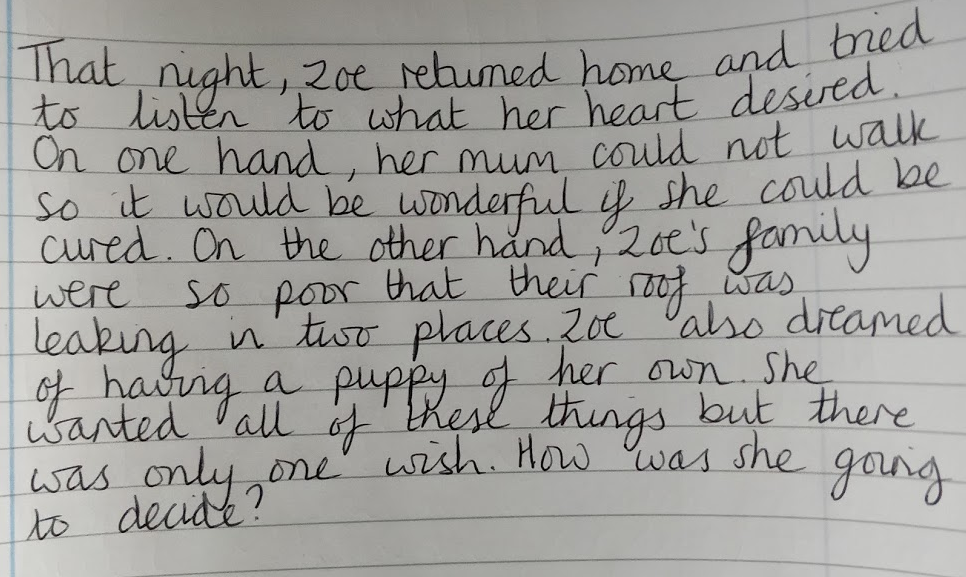 That night, Zoe returned home and tried
to listen to what her heart desired.
On one hand, her mum could not walk
so it would be wonderful if she could be
cured. On the other hand, Zoe's family
were so poor that their roof was
leaking in two places. Zoe also dreamed
of having a puppy of her own. She
wanted all of these things but there
was only one wish. How was she going
to decide?